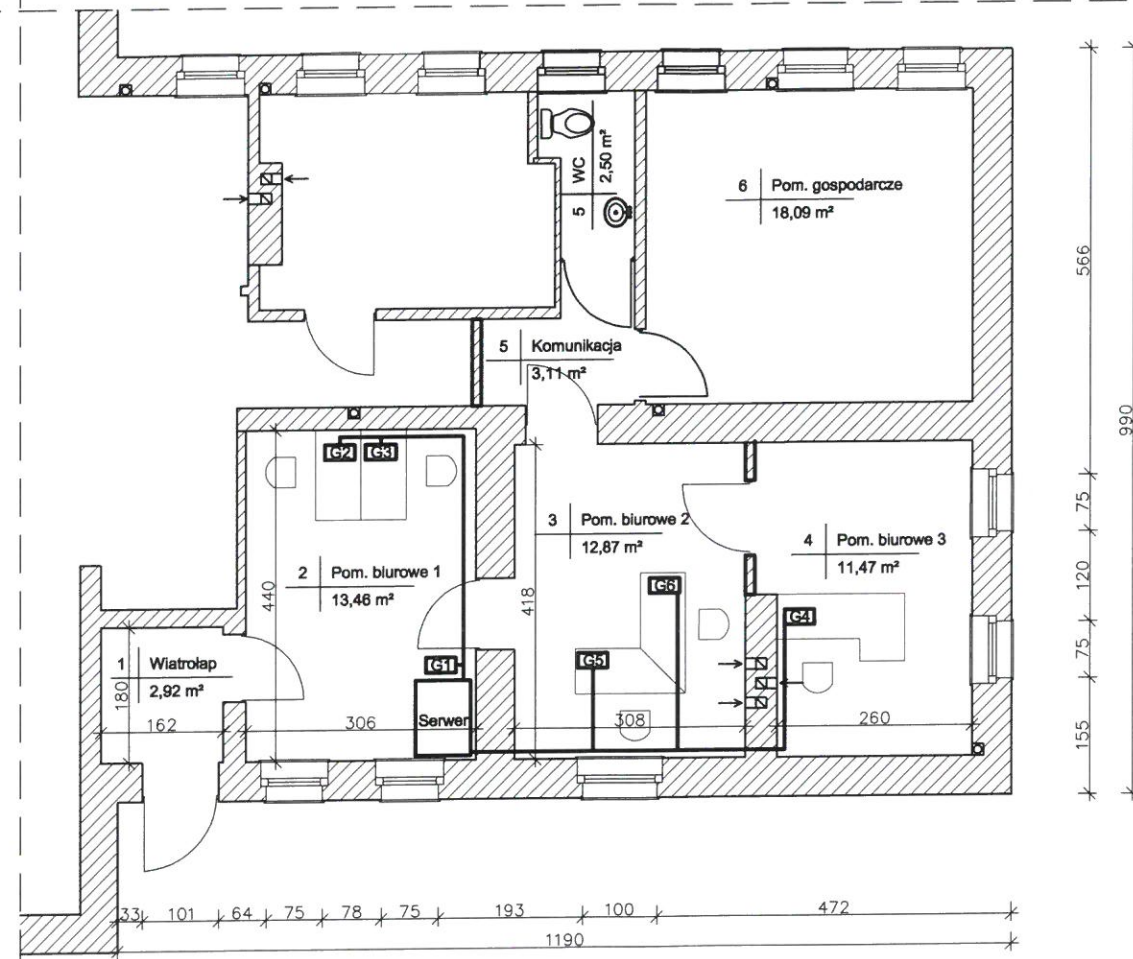 WC
5
2,50 m²
6 Pom. gospodarcze
18,09 m²
566
5 Komunikacja
3,11 m²
990
G2 G3
75
3 Pom. biurowe 2
12,87 m²
4 Pom. biurowe 3
11,47 m²
2 Pom. biurowe 1
13,46 m²
440
418
120
G6
G4
1 Wiatrołap
2,92 m²
180
G1
G5
75
Serwer
162
306
308
260
155
33 101 64 75 78 75 193 100 472
1190